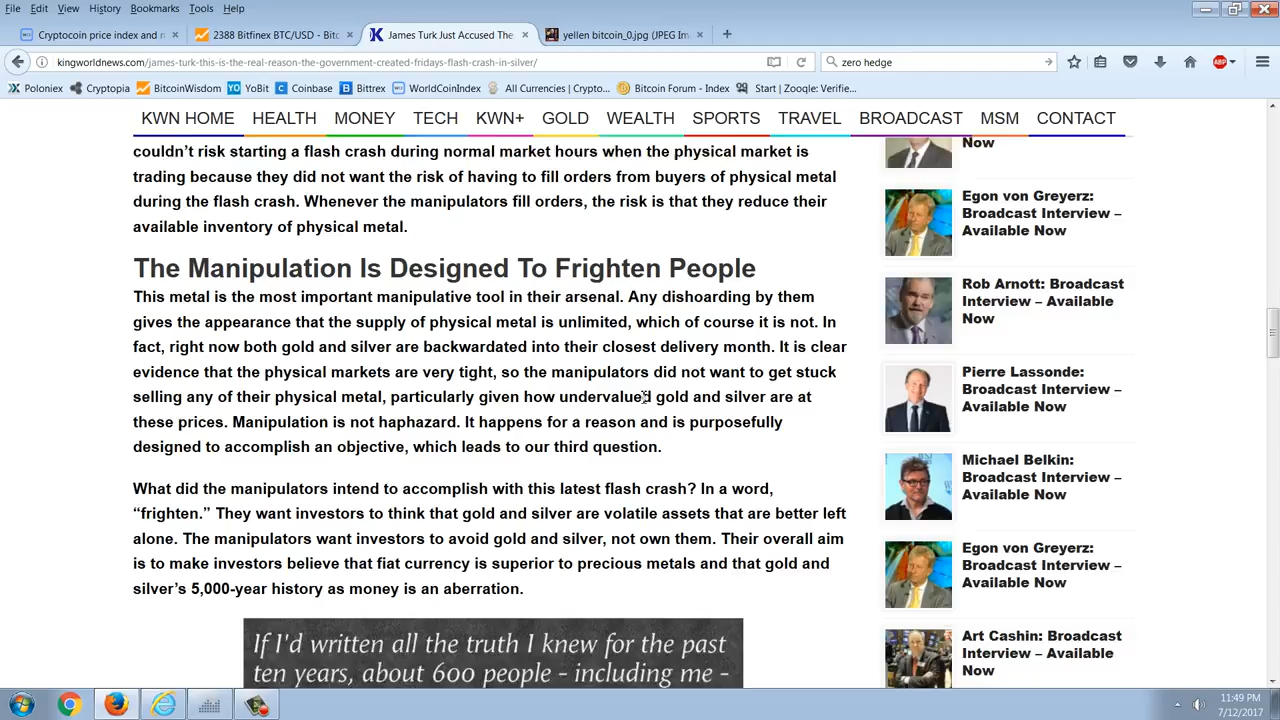 File Edit View History Bookmarks Tools Help
Cryptocoin price index and m
2388 Bitfinex BTC/USD - Bitc
James Turk Just Accused The
yellen bitcoin_0.jpg (JPEG Im
kingworldnews.com/james-turk-this-is-the-real-reason-the-government-created-fridays-flash-crash-in-silver/
zero hedge
ABP
Poloniex Cryptopia BitcoinWisdom YoBit Coinbase Bittrex WorldCoinIndex All Currencies | Crypto... Bitcoin Forum - Index Start | Zooqle: Verifie...
KWN HOME HEALTH MONEY TECH KWN+ GOLD WEALTH SPORTS TRAVEL BROADCAST MSM CONTACT
couldn't risk starting a flash crash during normal market hours when the physical market is
trading because they did not want the risk of having to fill orders from buyers of physical metal
during the flash crash. Whenever the manipulators fill orders, the risk is that they reduce their
available inventory of physical metal.
The Manipulation Is Designed To Frighten People
This metal is the most important manipulative tool in their arsenal. Any dishoarding by them
gives the appearance that the supply of physical metal is unlimited, which of course it is not. In
fact, right now both gold and silver are backwardated into their closest delivery month. It is clear
evidence that the physical markets are very tight, so the manipulators did not want to get stuck
selling any of their physical metal, particularly given how undervalued gold and silver are at
these prices. Manipulation is not haphazard. It happens for a reason and is purposefully
designed to accomplish an objective, which leads to our third question.
What did the manipulators intend to accomplish with this latest flash crash? In a word,
“frighten.” They want investors to think that gold and silver are volatile assets that are better left
alone. The manipulators want investors to avoid gold and silver, not own them. Their overall aim
is to make investors believe that fiat currency is superior to precious metals and that gold and
silver's 5,000-year history as money is an aberration.
If I'd written all the truth I knew for the past
ten years, about 600 people - including me -
Now
Egon von Greyerz:
Broadcast Interview –
Available Now
Rob Arnott: Broadcast
Interview – Available
Now
Pierre Lassonde:
Broadcast Interview –
Available Now
Michael Belkin:
Broadcast Interview –
Available Now
Egon von Greyerz:
Broadcast Interview –
Available Now
Art Cashin: Broadcast
Interview – Available
Now
11:49 PM
7/12/2017